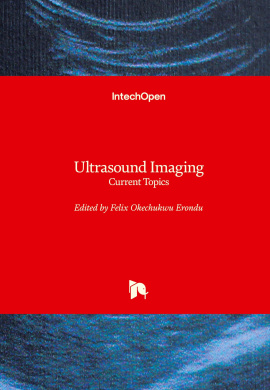 IntechOpen
Ultrasound Imaging
Current Topics
Edited by Felix Okechukwu Erondu